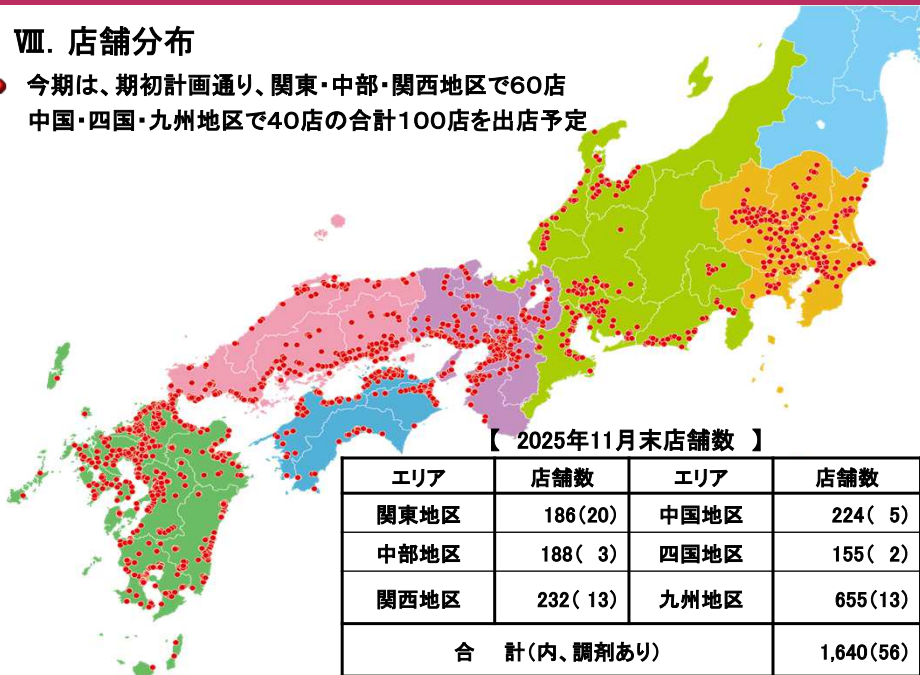 Ⅷ. 店舗分布
今期は、期初計画通り、関東・中部・関西地区で60店
中国・四国・九州地区で40店の合計100店を出店予定
【 2025年11月末店舗数 】
エリア 店舗数 エリア 店舗数
関東地区 186(20) 中国地区 224( 5)
中部地区 188( 3) 四国地区 155( 2)
関西地区 232( 13) 九州地区 655(13)
合 計(内、調剤あり) 1,640(56)